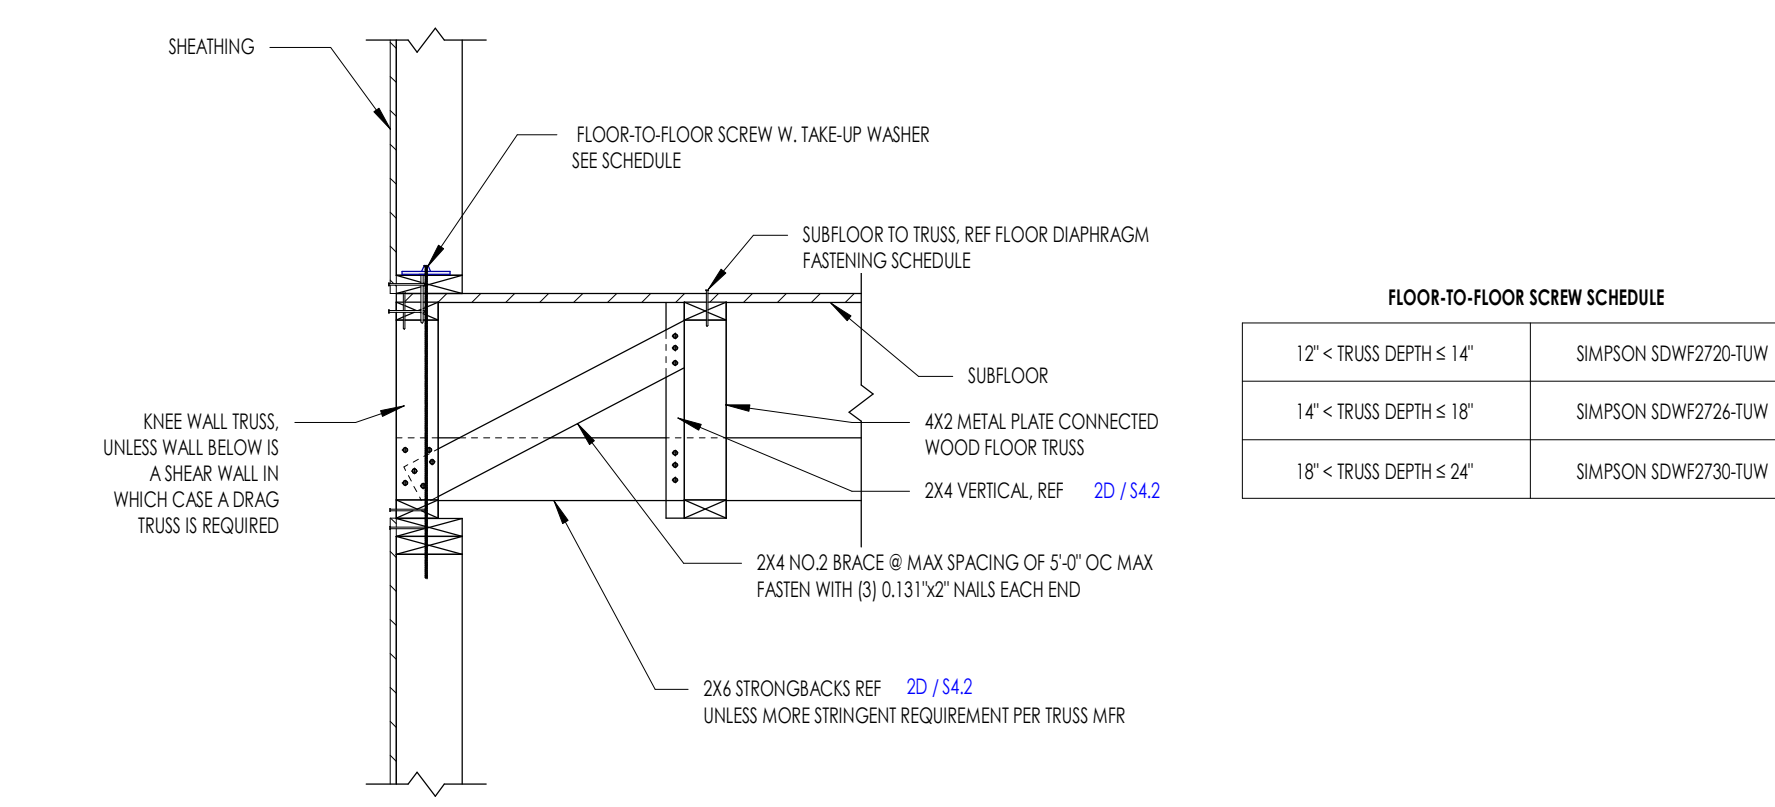 SHEATHING
FLOOR-TO-FLOOR SCREW W. TAKE-UP WASHER
SEE SCHEDULE
SUBFLOOR TO TRUSS, REF FLOOR DIAPHRAGM
FASTENING SCHEDULE
SUBFLOOR
KNEE WALL TRUSS,
UNLESS WALL BELOW IS
A SHEAR WALL IN
WHICH CASE A DRAG
TRUSS IS REQUIRED
4X2 METAL PLATE CONNECTED
WOOD FLOOR TRUSS
2X4 VERTICAL, REF 2D / S4.2
2X4 NO.2 BRACE @ MAX SPACING OF 5'-0" OC MAX
FASTEN WITH (3) 0.131"x2" NAILS EACH END
2X6 STRONGBACKS REF 2D / S4.2
UNLESS MORE STRINGENT REQUIREMENT PER TRUSS MFR
FLOOR-TO-FLOOR SCREW SCHEDULE
12" < TRUSS DEPTH ≤ 14" SIMPSON SDWF2720-TUW
14" < TRUSS DEPTH ≤ 18" SIMPSON SDWF2726-TUW
18" < TRUSS DEPTH ≤ 24" SIMPSON SDWF2730-TUW